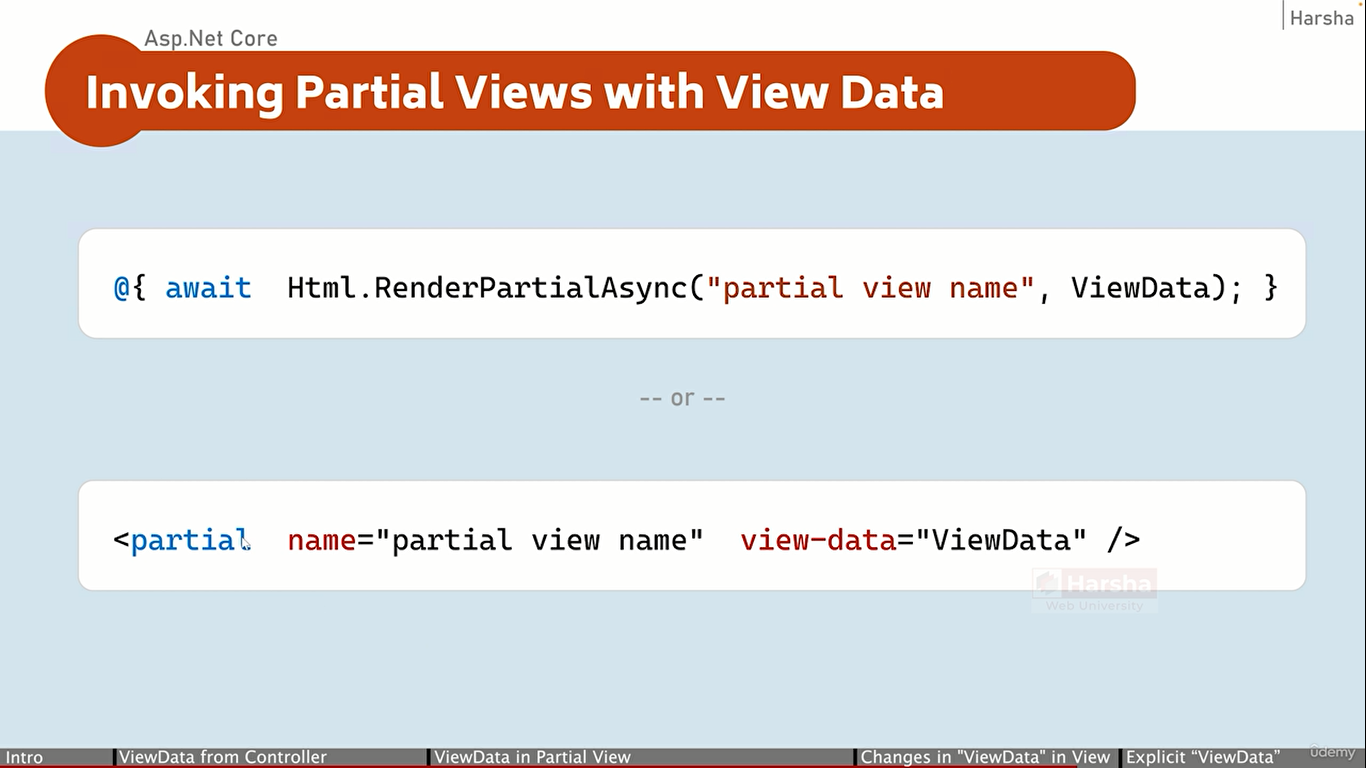 Harsha
Asp.Net Core
Invoking Partial Views with View Data
@{ await Html.RenderPartialAsync("partial view name", ViewData); }
-- or --
<partial name="partial view name" view-data="ViewData" />
Harsha
Web University
Intro
ViewData from Controller
ViewData in Partial View
Changes in "ViewData" in View
Explicit “ViewData”
ûdemy